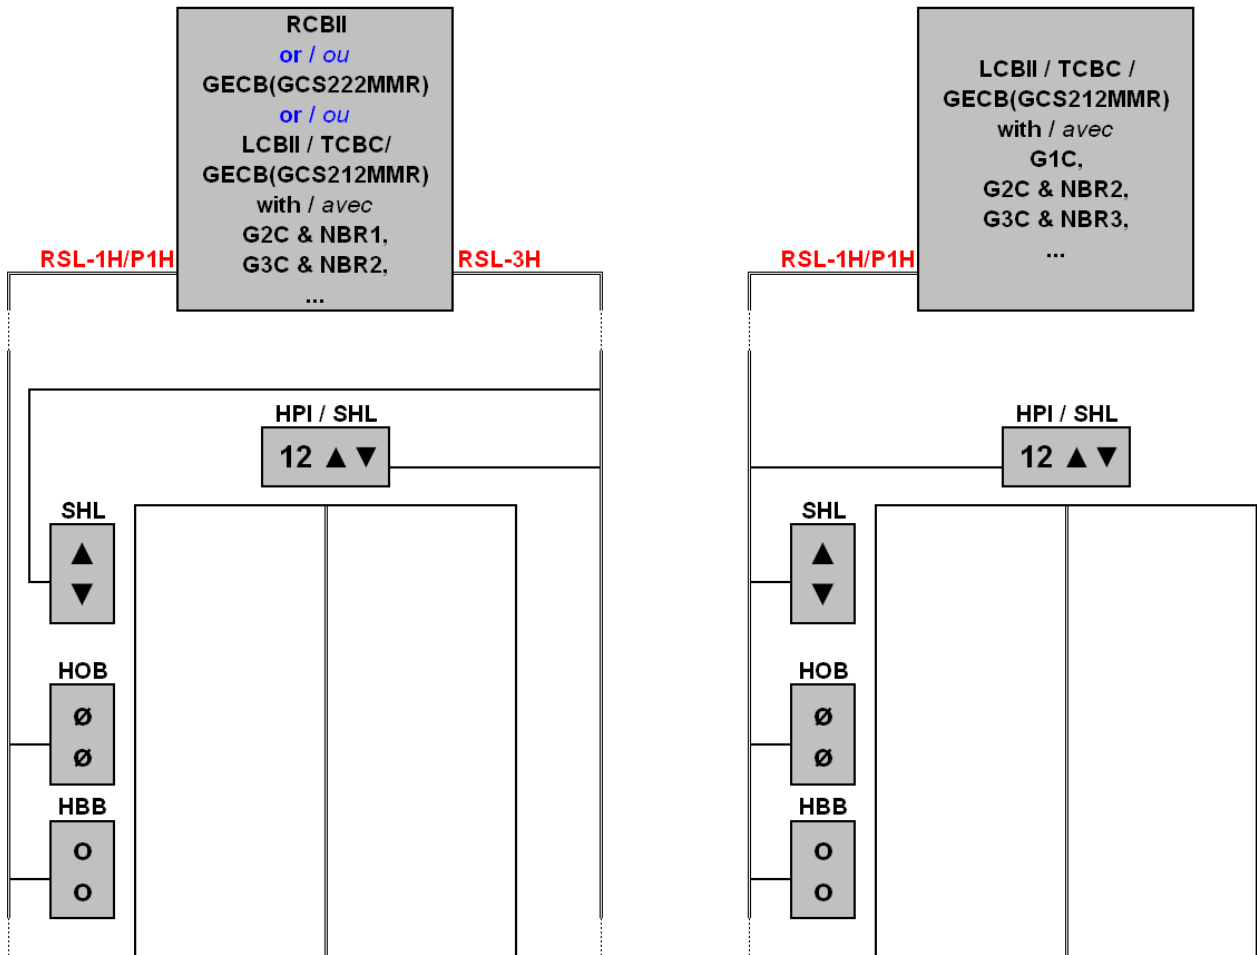 RCBII
or / ou
GECB(GCS222MMR)
or / ou
LCBII / TCBC/
GECB(GCS212MMR)
with / avec
G2C & NBR1,
G3C & NBR2,
...
RSL-1H/P1H
RSL-3H
HPI / SHL
12 ▲ ▼
SHL
▲
▼
HOB
Ø
Ø
HBB
O
O
LCBII / TCBC /
GECB(GCS212MMR)
with / avec
G1C,
G2C & NBR2,
G3C & NBR3,
...
RSL-1H/P1H
HPI / SHL
12 ▲ ▼
SHL
▲
▼
HOB
Ø
Ø
HBB
O
O